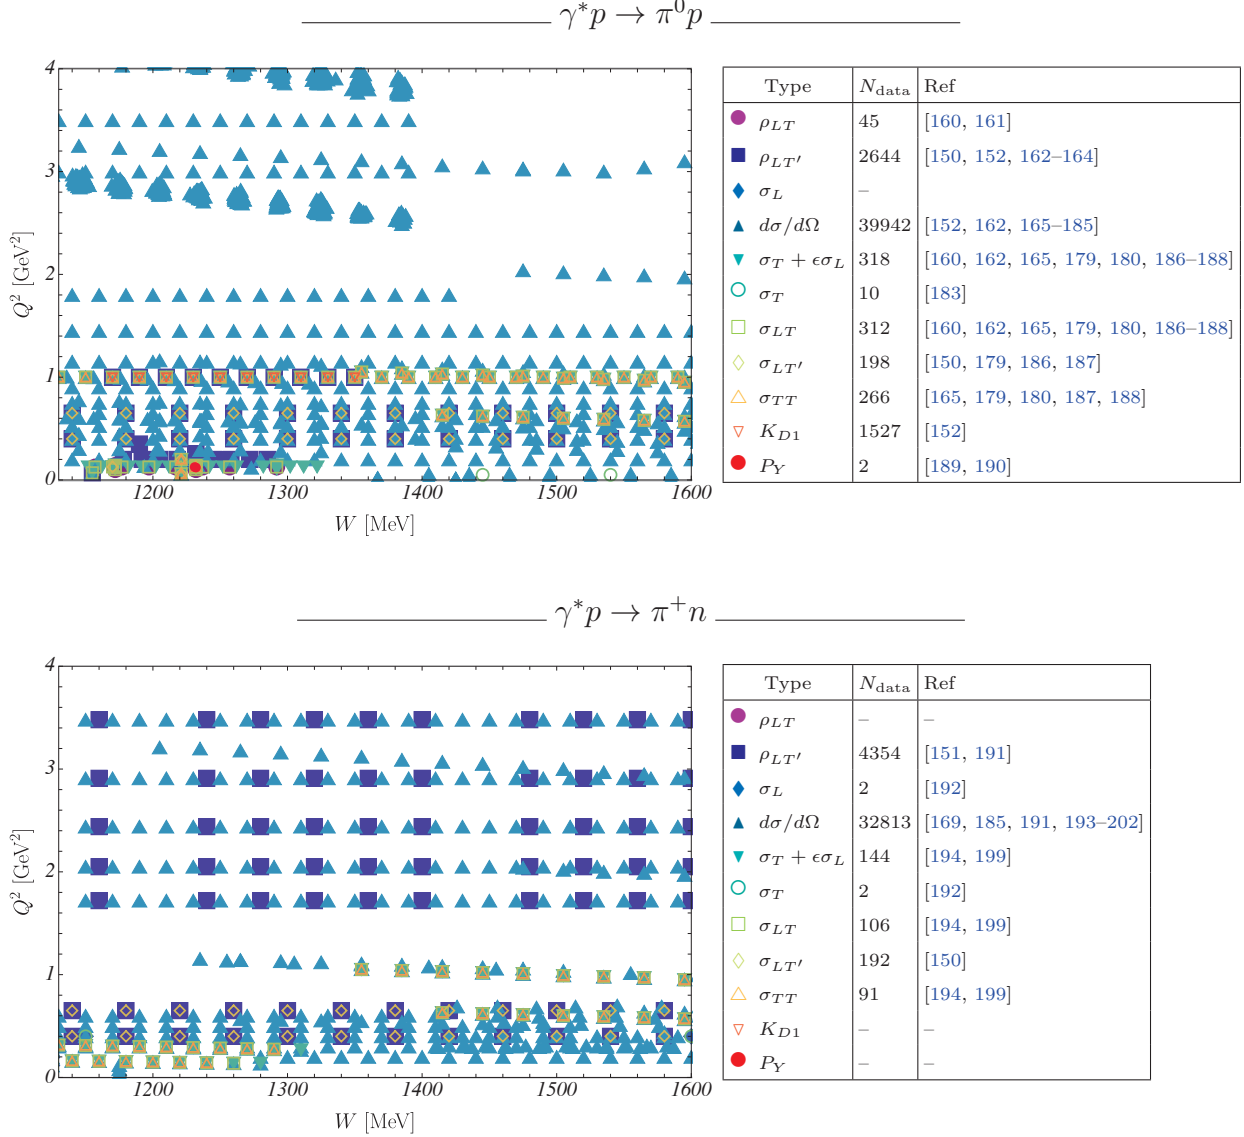 γ*p → π⁰p
4
3
2
1
0
Q² [GeV²]
1200 1300 1400 1500 1600
W [MeV]
Type N_data Ref
ρ_LT 45 [160, 161]
ρ_LT′ 2644 [150, 152, 162–164]
σ_L –
dσ/dΩ 39942 [152, 162, 165–185]
σ_T + ϵσ_L 318 [160, 162, 165, 179, 180, 186–188]
σ_T 10 [183]
σ_LT 312 [160, 162, 165, 179, 180, 186–188]
σ_LT′ 198 [150, 179, 186, 187]
σ_TT 266 [165, 179, 180, 187, 188]
K_D1 1527 [152]
P_Y 2 [189, 190]
γ*p → π⁺n
4
3
2
1
0
Q² [GeV²]
1200 1300 1400 1500 1600
W [MeV]
Type N_data Ref
ρ_LT – –
ρ_LT′ 4354 [151, 191]
σ_L 2 [192]
dσ/dΩ 32813 [169, 185, 191, 193–202]
σ_T + ϵσ_L 144 [194, 199]
σ_T 2 [192]
σ_LT 106 [194, 199]
σ_LT′ 192 [150]
σ_TT 91 [194, 199]
K_D1 – –
P_Y – –